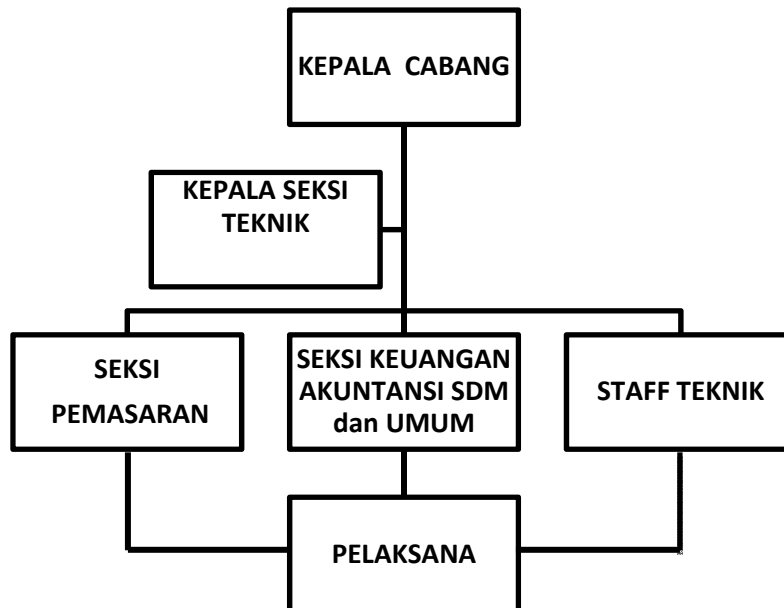 KEPALA CABANG
KEPALA SEKSI
TEKNIK
SEKSI
PEMASARAN
SEKSI KEUANGAN
AKUNTANSI SDM
dan UMUM
STAFF TEKNIK
PELAKSANA